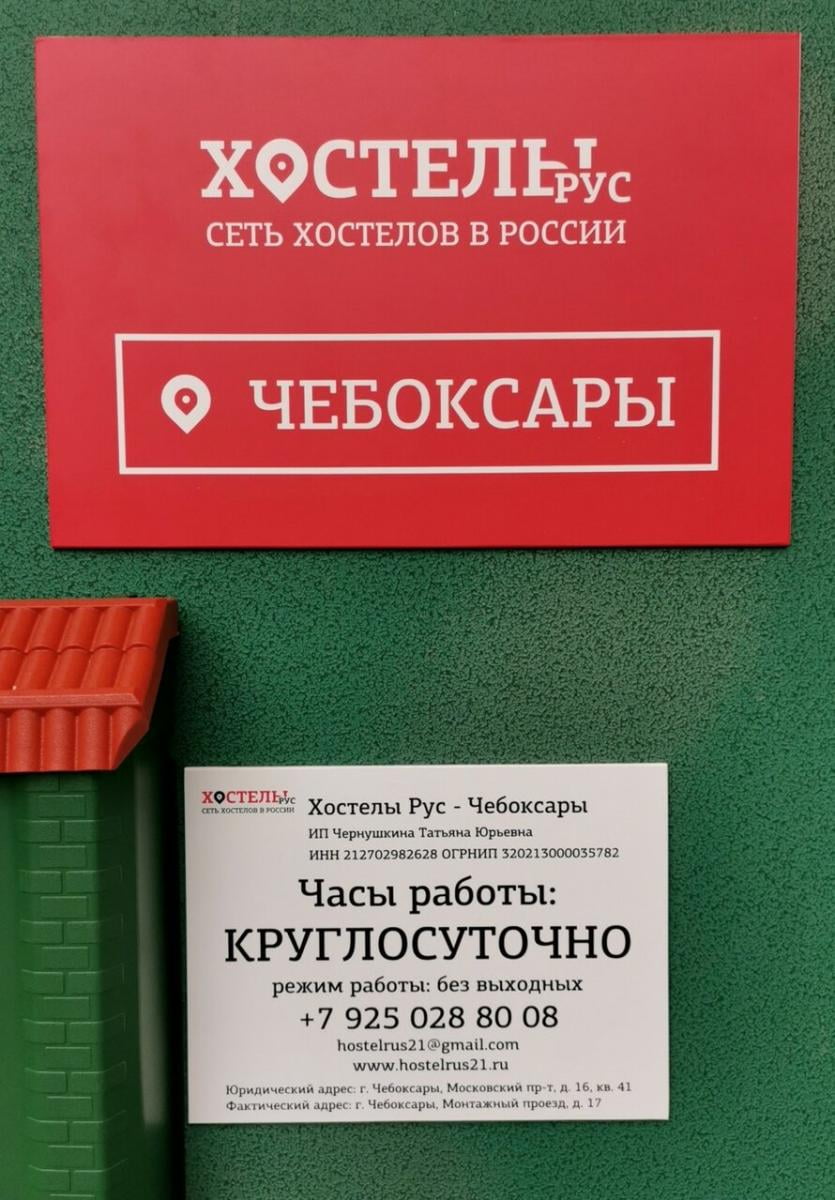 ХОСТЕЛЫ
РУС
СЕТЬ ХОСТЕЛОВ В РОССИИ
ЧЕБОКСАРЫ
ХОСТЕЛЫ
РУС
СЕТЬ ХОСТЕЛОВ В РОССИИ
Хостелы Рус - Чебоксары
ИП Чернушкина Татьяна Юрьевна
ИНН 212702982628 ОГРНИП 320213000035782
Часы работы:
КРУГЛОСУТОЧНО
режим работы: без выходных
+7 925 028 80 08
hostelrus21@gmail.com
www.hostelrus21.ru
Юридический адрес: г. Чебоксары, Московский пр-т, д. 16, кв. 41
Фактический адрес: г. Чебоксары, Монтажный проезд, д. 17